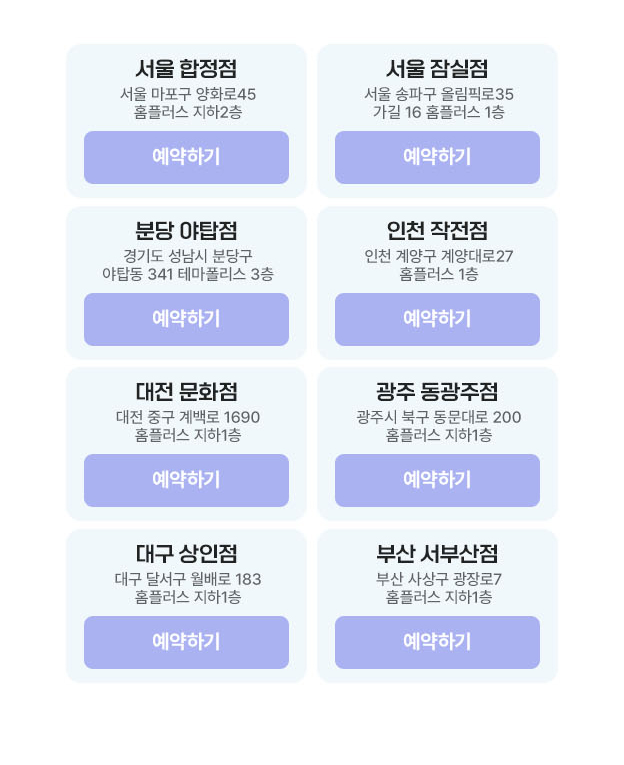 서울 합정점
서울 마포구 양화로45
홈플러스 지하2층
예약하기
서울 잠실점
서울 송파구 올림픽로35
가길 16 홈플러스 1층
예약하기
분당 야탑점
경기도 성남시 분당구
야탑동 341 테마폴리스 3층
예약하기
인천 작전점
인천 계양구 계양대로27
홈플러스 1층
예약하기
대전 문화점
대전 중구 계백로 1690
홈플러스 지하1층
예약하기
광주 동광주점
광주시 북구 동문대로 200
홈플러스 지하1층
예약하기
대구 상인점
대구 달서구 월배로 183
홈플러스 지하1층
예약하기
부산 서부산점
부산 사상구 광장로7
홈플러스 지하1층
예약하기